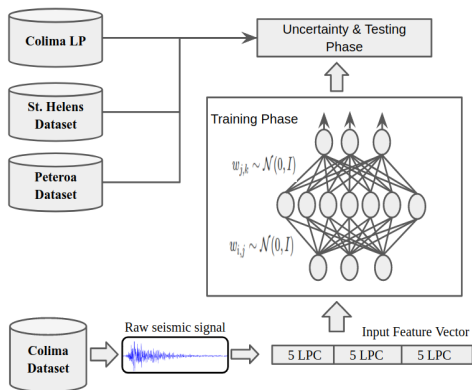 Colima LP
Uncertainty & Testing
Phase
St. Helens
Dataset
Peteroa
Dataset
Training Phase
w_{j,k} ∼ 𝒩(0, I)
w_{i,j} ∼ 𝒩(0, I)
Colima
Dataset
Raw seismic signal
Input Feature Vector
5 LPC 5 LPC 5 LPC